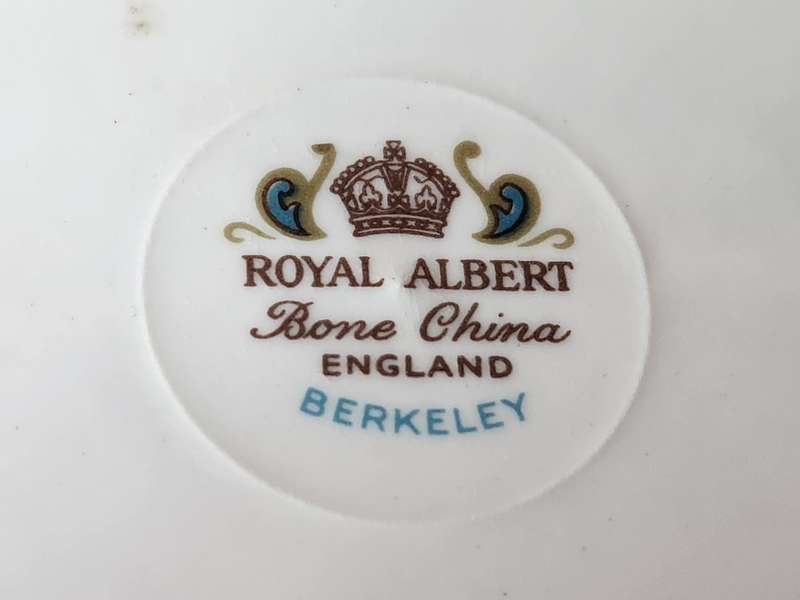 ROYAL ALBERT
Bone China
ENGLAND
BERKELEY